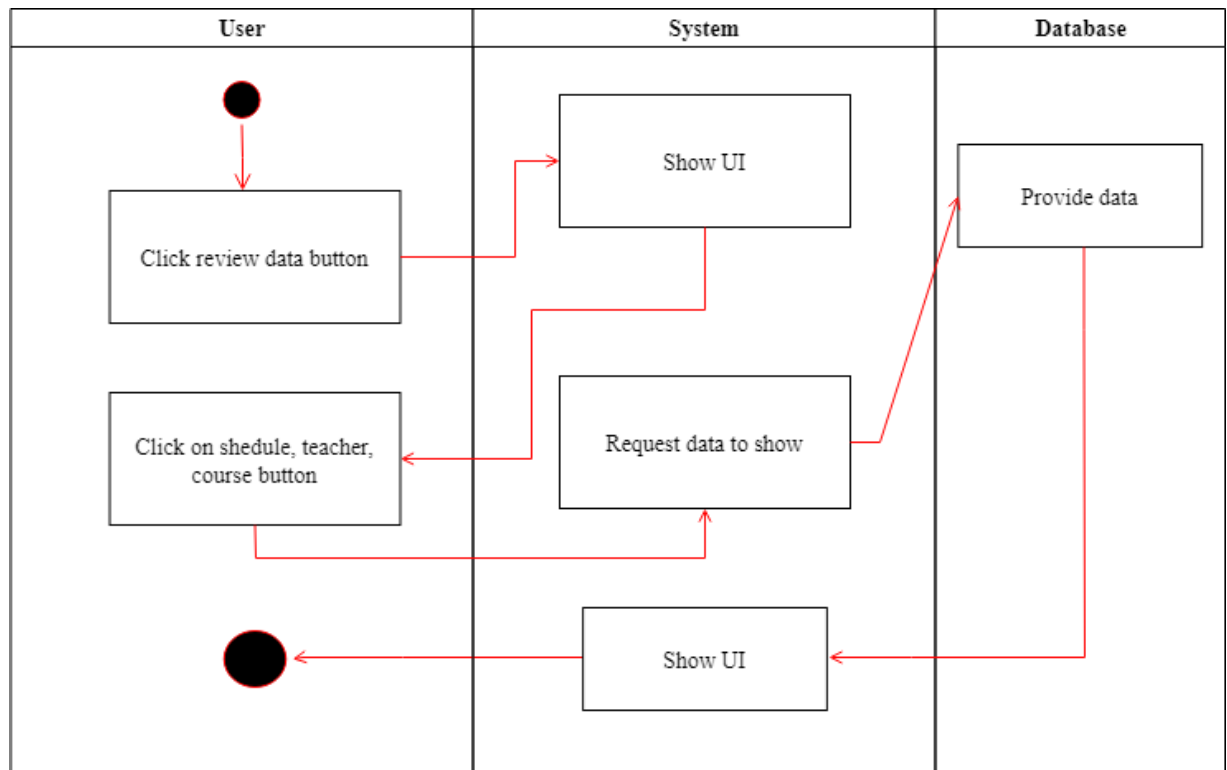 User
System
Database
Show UI
Provide data
Click review data button
Click on shedule, teacher,
course button
Request data to show
Show UI